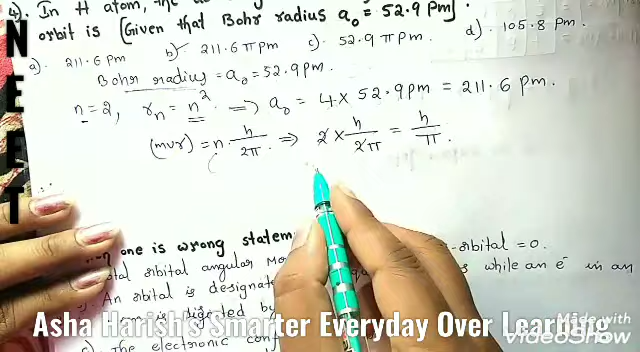 4). In H atom, the
orbit is [Given that Bohr radius a₀ = 52.9 pm].
a). 211.6 pm b) 211.6 π pm c). 52.9 π pm d). 105.8 pm.
Bohr radius = a₀ = 52.9 pm.
n = 2, rₙ = n² ⟹ a₀ = 4 × 52.9 pm = 211.6 pm.
(mvr) = n. h/2π ⟹ 2 × h/2π = h/π.
one is wrong statem
orbital = 0.
orbital angular mo while an e⁻ in an
An orbital is designate
c). The electronic conf
NEET
Asha Harish's Smarter Everyday Over Learning
Made with
VideoShow